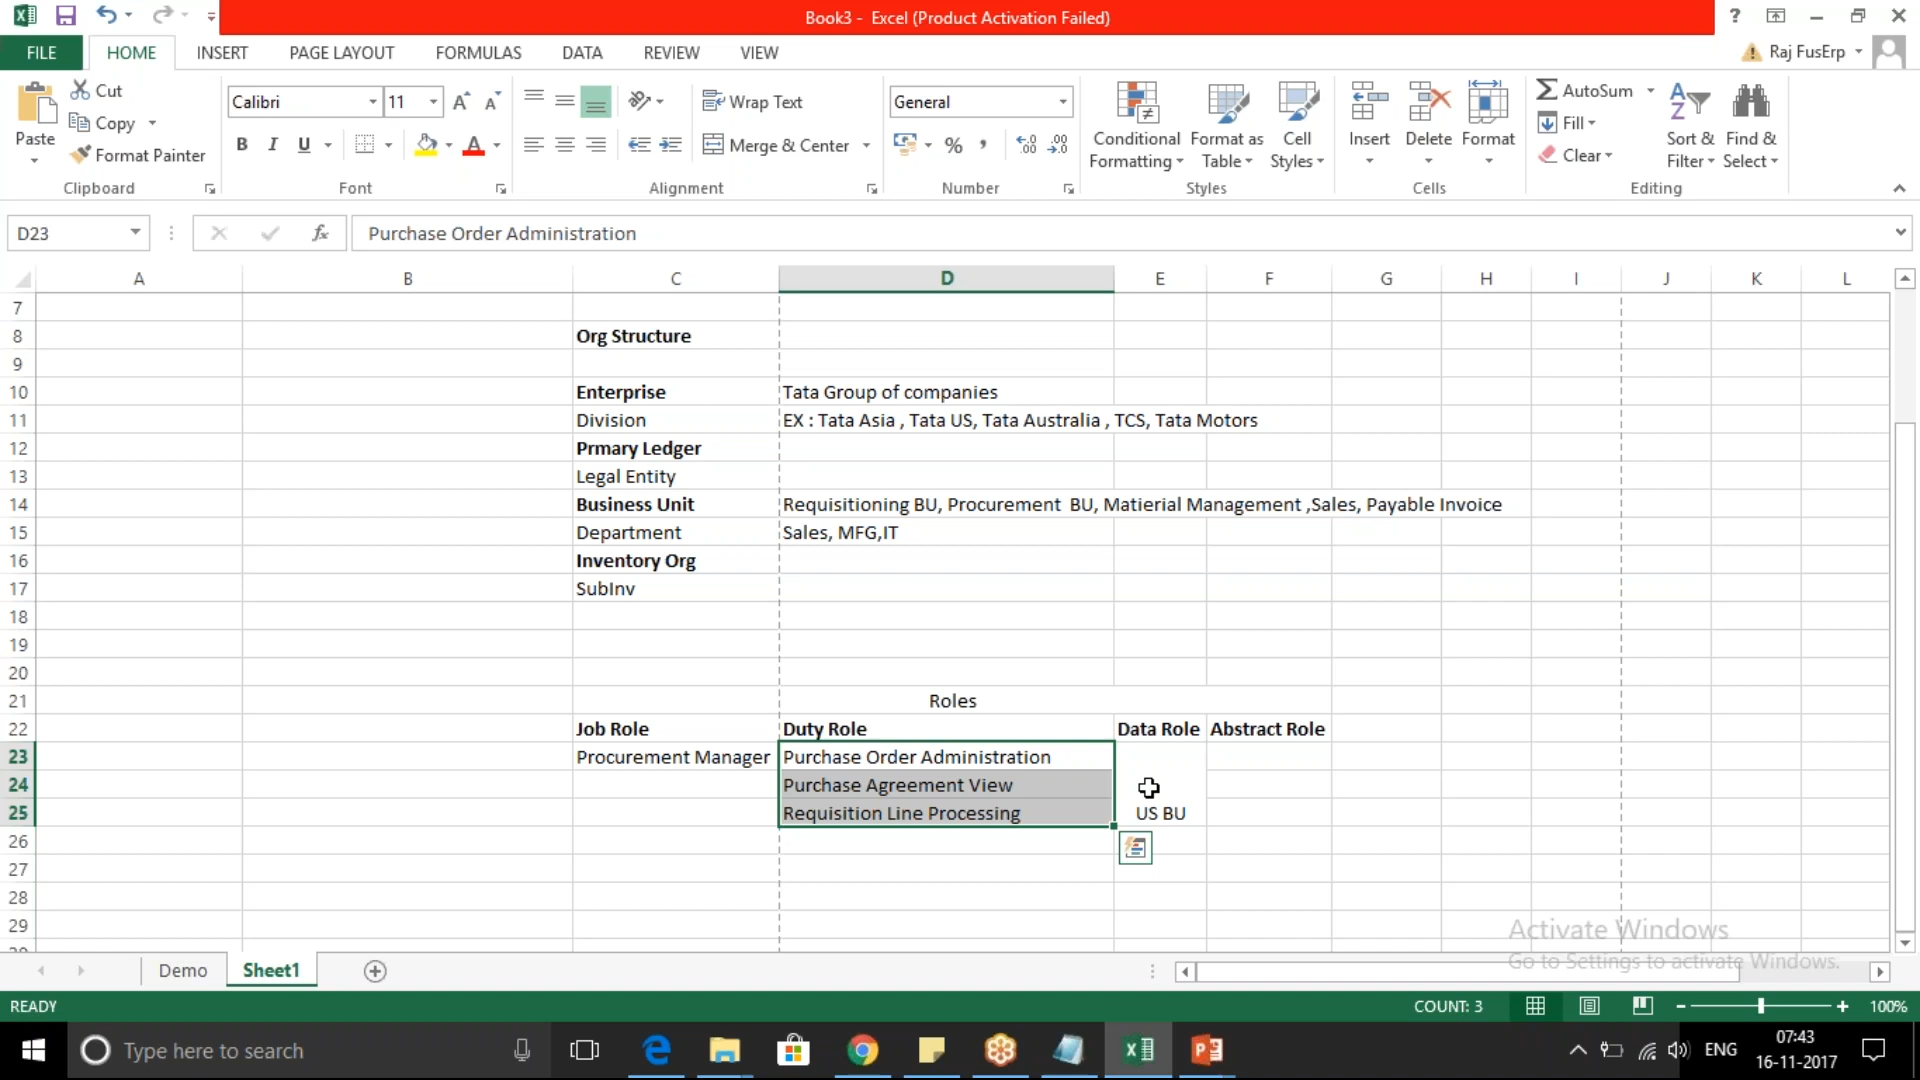 Book3 - Excel (Product Activation Failed)
FILE HOME INSERT PAGE LAYOUT FORMULAS DATA REVIEW VIEW Raj FusErp
Paste Cut Copy Format Painter Clipboard
Calibri 11 B I U A Font
Wrap Text Merge & Center Alignment
General % , Number
Conditional Formatting Format as Table Cell Styles Styles
Insert Delete Format Cells
AutoSum Fill Clear Sort & Filter Find & Select Editing
D23 fx Purchase Order Administration
A B C D E F G H I J K L
7
8 Org Structure
9
10 Enterprise Tata Group of companies
11 Division EX : Tata Asia , Tata US, Tata Australia , TCS, Tata Motors
12 Prmary Ledger
13 Legal Entity
14 Business Unit Requisitioning BU, Procurement BU, Matierial Management ,Sales, Payable Invoice
15 Department Sales, MFG,IT
16 Inventory Org
17 SubInv
18
19
20
21 Roles
22 Job Role Duty Role Data Role Abstract Role
23 Procurement Manager Purchase Order Administration
24 Purchase Agreement View
25 Requisition Line Processing US BU
26
27
28
29
Activate Windows
Go to Settings to activate Windows.
Demo Sheet1
READY COUNT: 3 100%
Type here to search ENG 07:43
16-11-2017